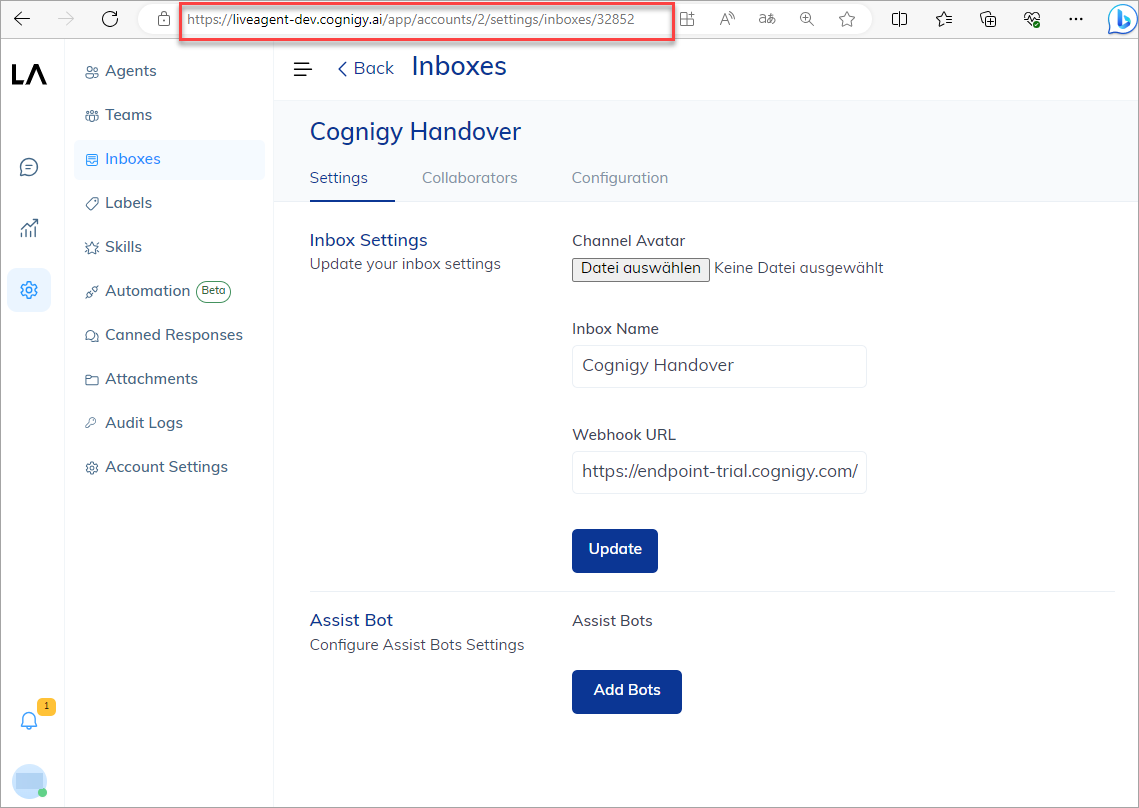 https://liveagent-dev.cognigy.ai/app/accounts/2/settings/inboxes/32852
LA
Agents
Teams
Inboxes
Labels
Skills
Automation Beta
Canned Responses
Attachments
Audit Logs
Account Settings
1
Back Inboxes
Cognigy Handover
Settings Collaborators Configuration
Inbox Settings
Update your inbox settings
Channel Avatar
Datei auswählen Keine Datei ausgewählt
Inbox Name
Cognigy Handover
Webhook URL
https://endpoint-trial.cognigy.com/
Update
Assist Bot
Configure Assist Bots Settings
Assist Bots
Add Bots